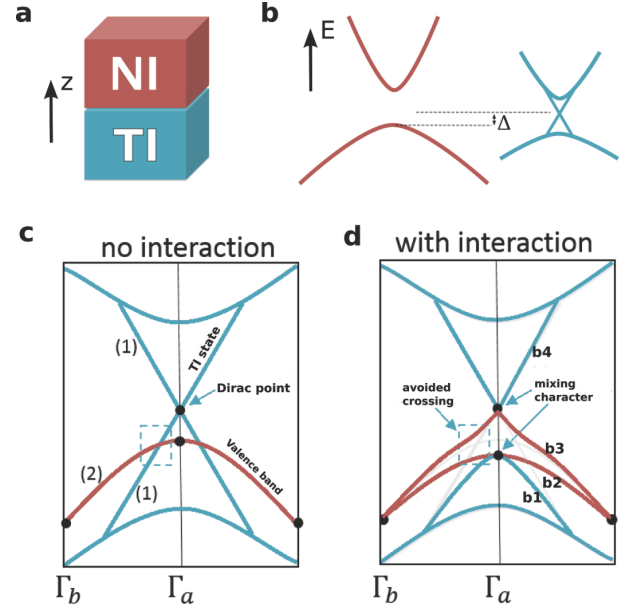 a
NI
TI
z
b
E
Δ
c
no interaction
(1)
TI state
Dirac point
(2)
(1)
Valence band
Γb
Γa
d
with interaction
b4
avoided
crossing
mixing
character
b3
b2
b1
Γb
Γa